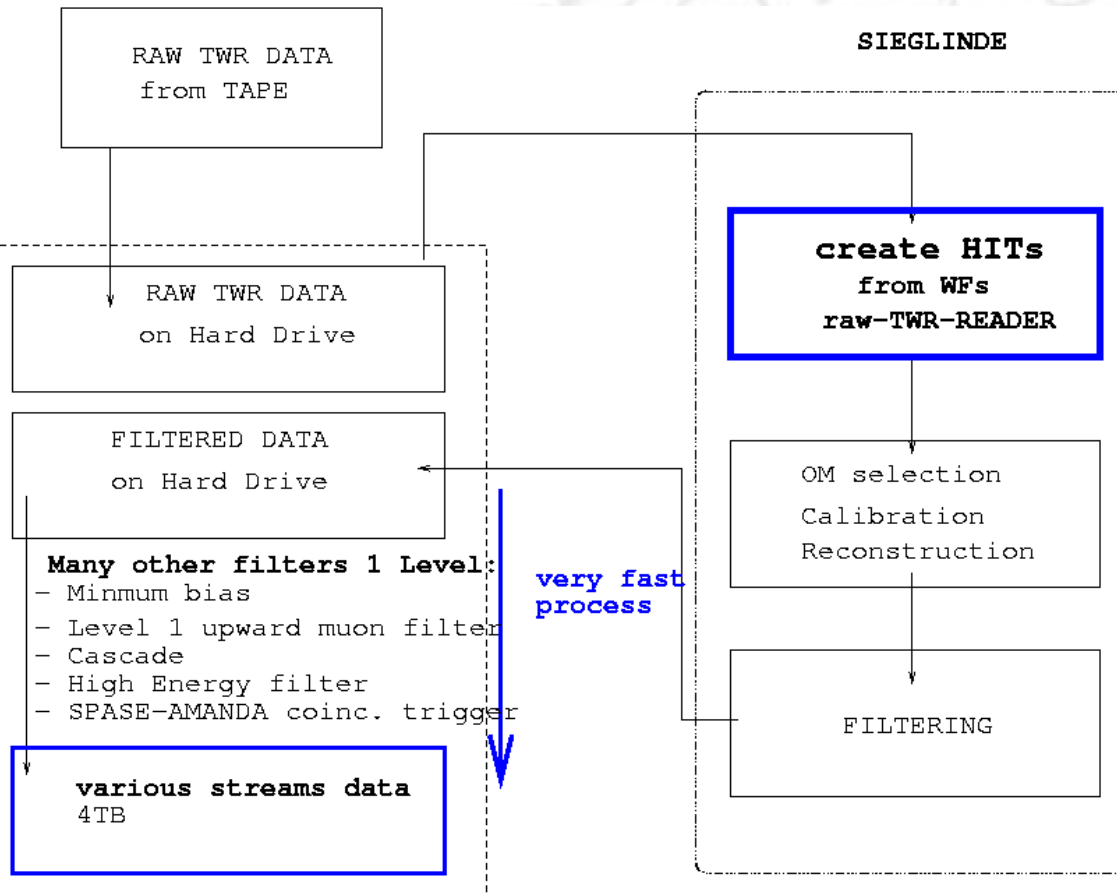 RAW TWR DATA
from TAPE
RAW TWR DATA
on Hard Drive
FILTERED DATA
on Hard Drive
Many other filters 1 Level:
- Minmum bias
- Level 1 upward muon filter
- Cascade
- High Energy filter
- SPASE-AMANDA coinc. trigger
various streams data
4TB
very fast
process
SIEGLINDE
create HITs
from WFs
raw-TWR-READER
OM selection
Calibration
Reconstruction
FILTERING